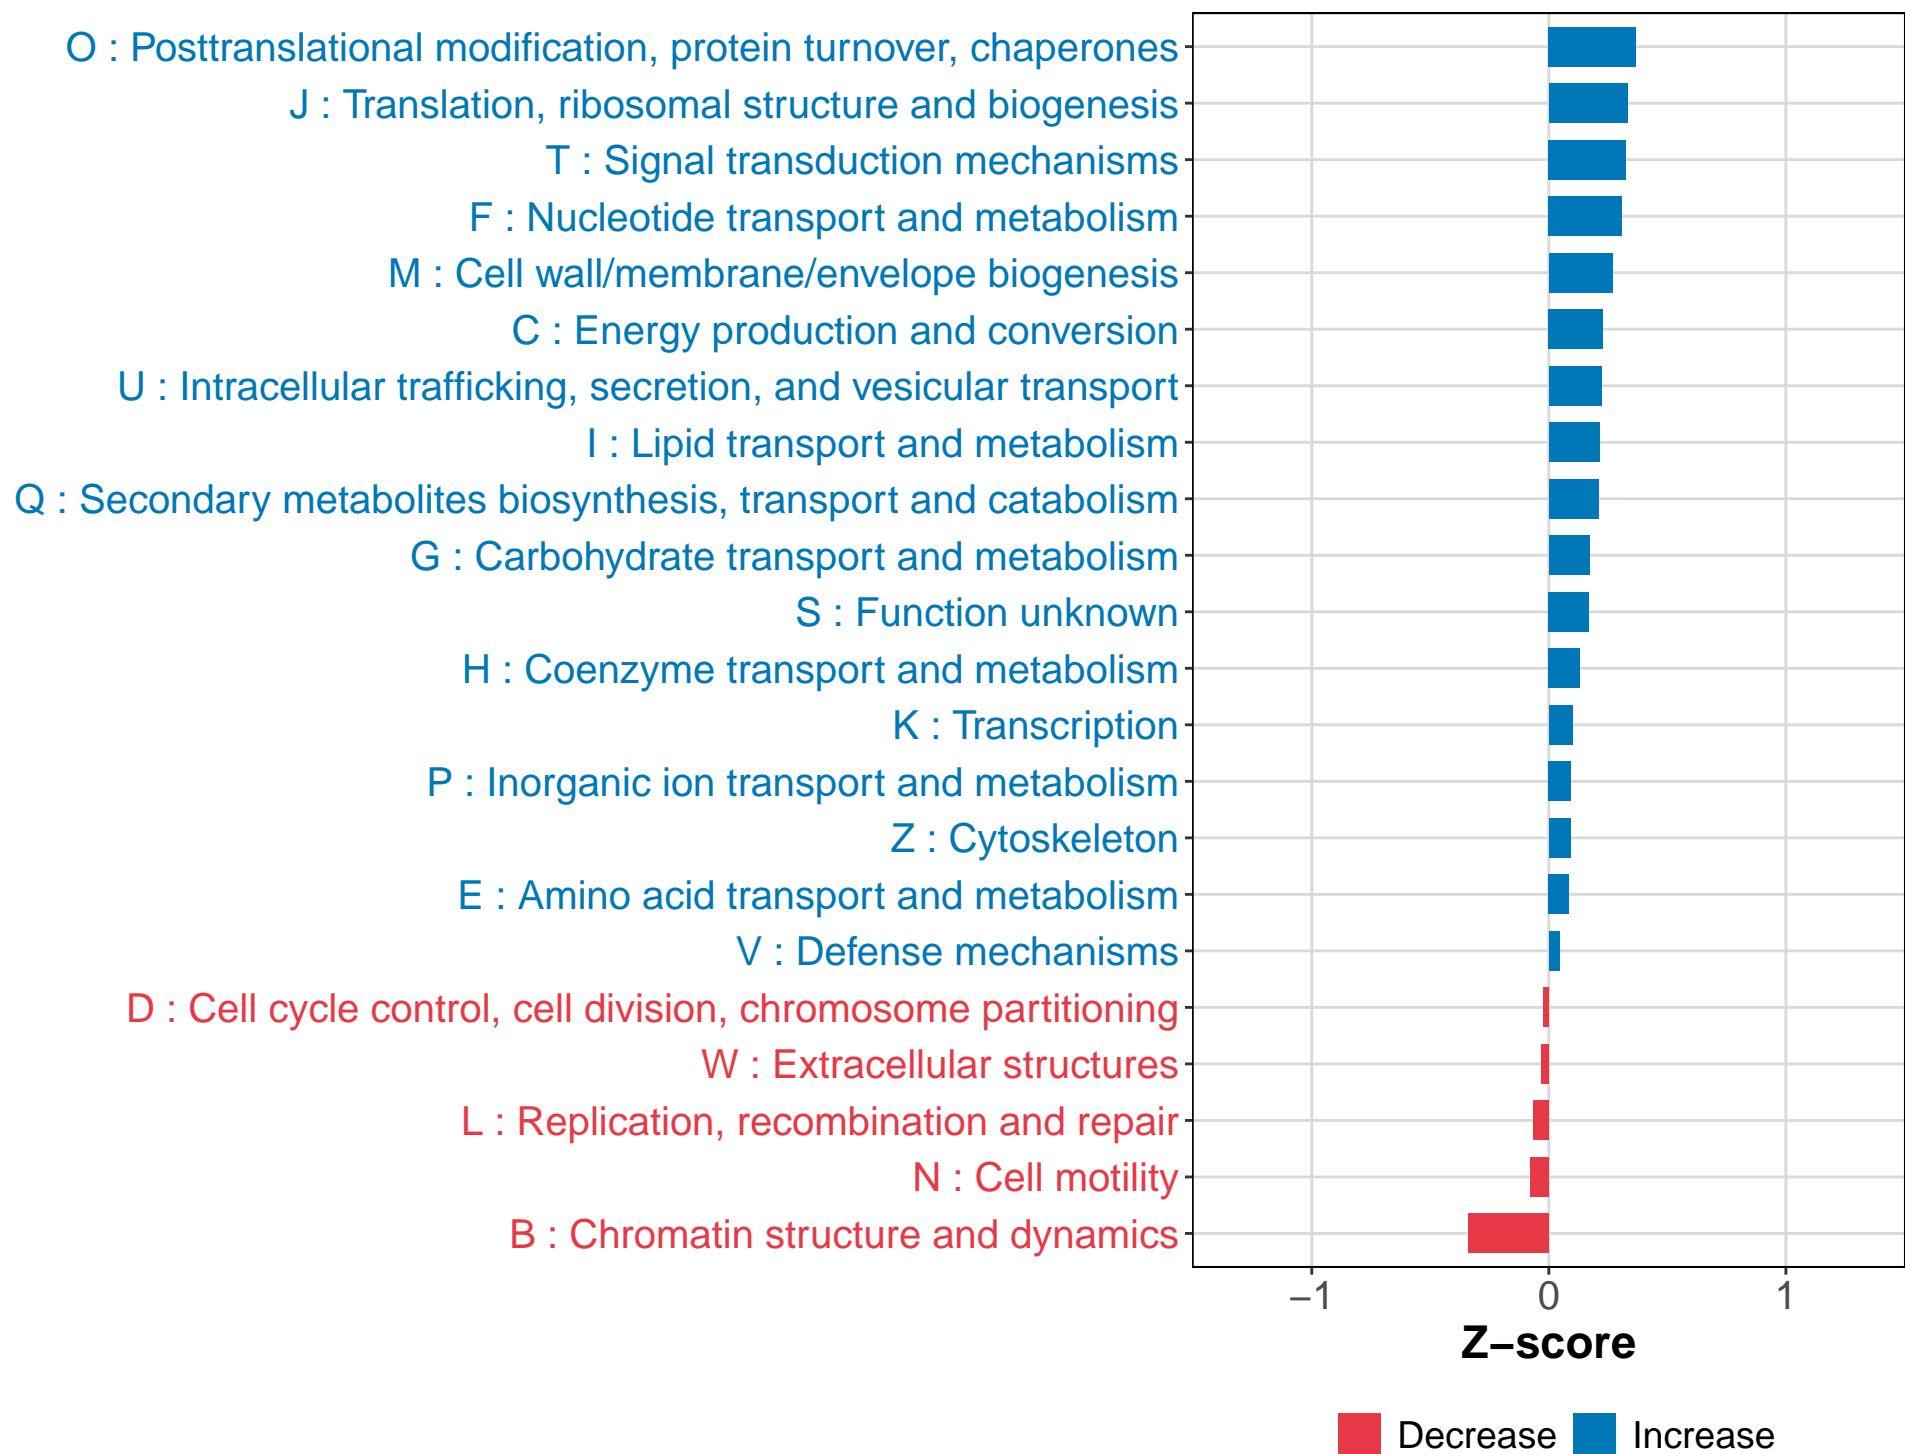 O : Posttranslational modification, protein turnover, chaperones
J : Translation, ribosomal structure and biogenesis
T : Signal transduction mechanisms
F : Nucleotide transport and metabolism
M : Cell wall/membrane/envelope biogenesis
C : Energy production and conversion
U : Intracellular trafficking, secretion, and vesicular transport
I : Lipid transport and metabolism
Q : Secondary metabolites biosynthesis, transport and catabolism
G : Carbohydrate transport and metabolism
S : Function unknown
H : Coenzyme transport and metabolism
K : Transcription
P : Inorganic ion transport and metabolism
Z : Cytoskeleton
E : Amino acid transport and metabolism
V : Defense mechanisms
D : Cell cycle control, cell division, chromosome partitioning
W : Extracellular structures
L : Replication, recombination and repair
N : Cell motility
B : Chromatin structure and dynamics
−1 0 1
Z−score
Decrease Increase